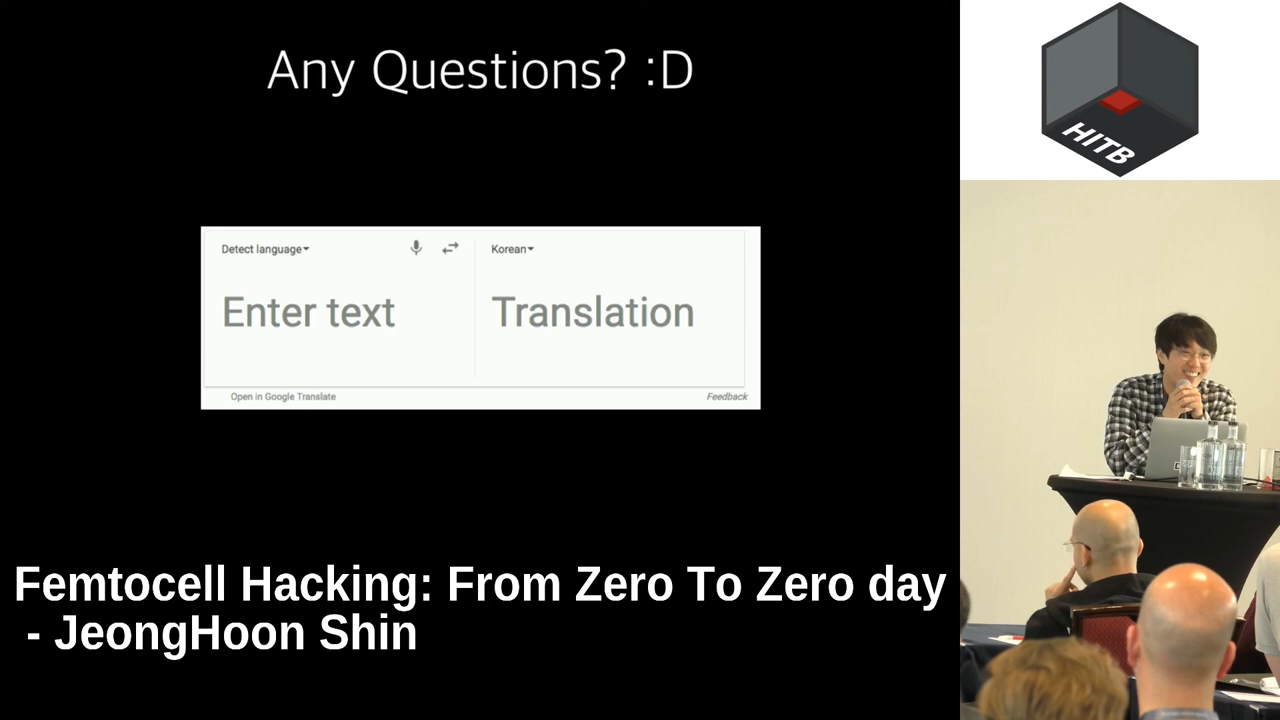 Any Questions? :D
HITB
Detect language
Korean
Enter text
Translation
Open in Google Translate
Feedback
Femtocell Hacking: From Zero To Zero day
- JeongHoon Shin